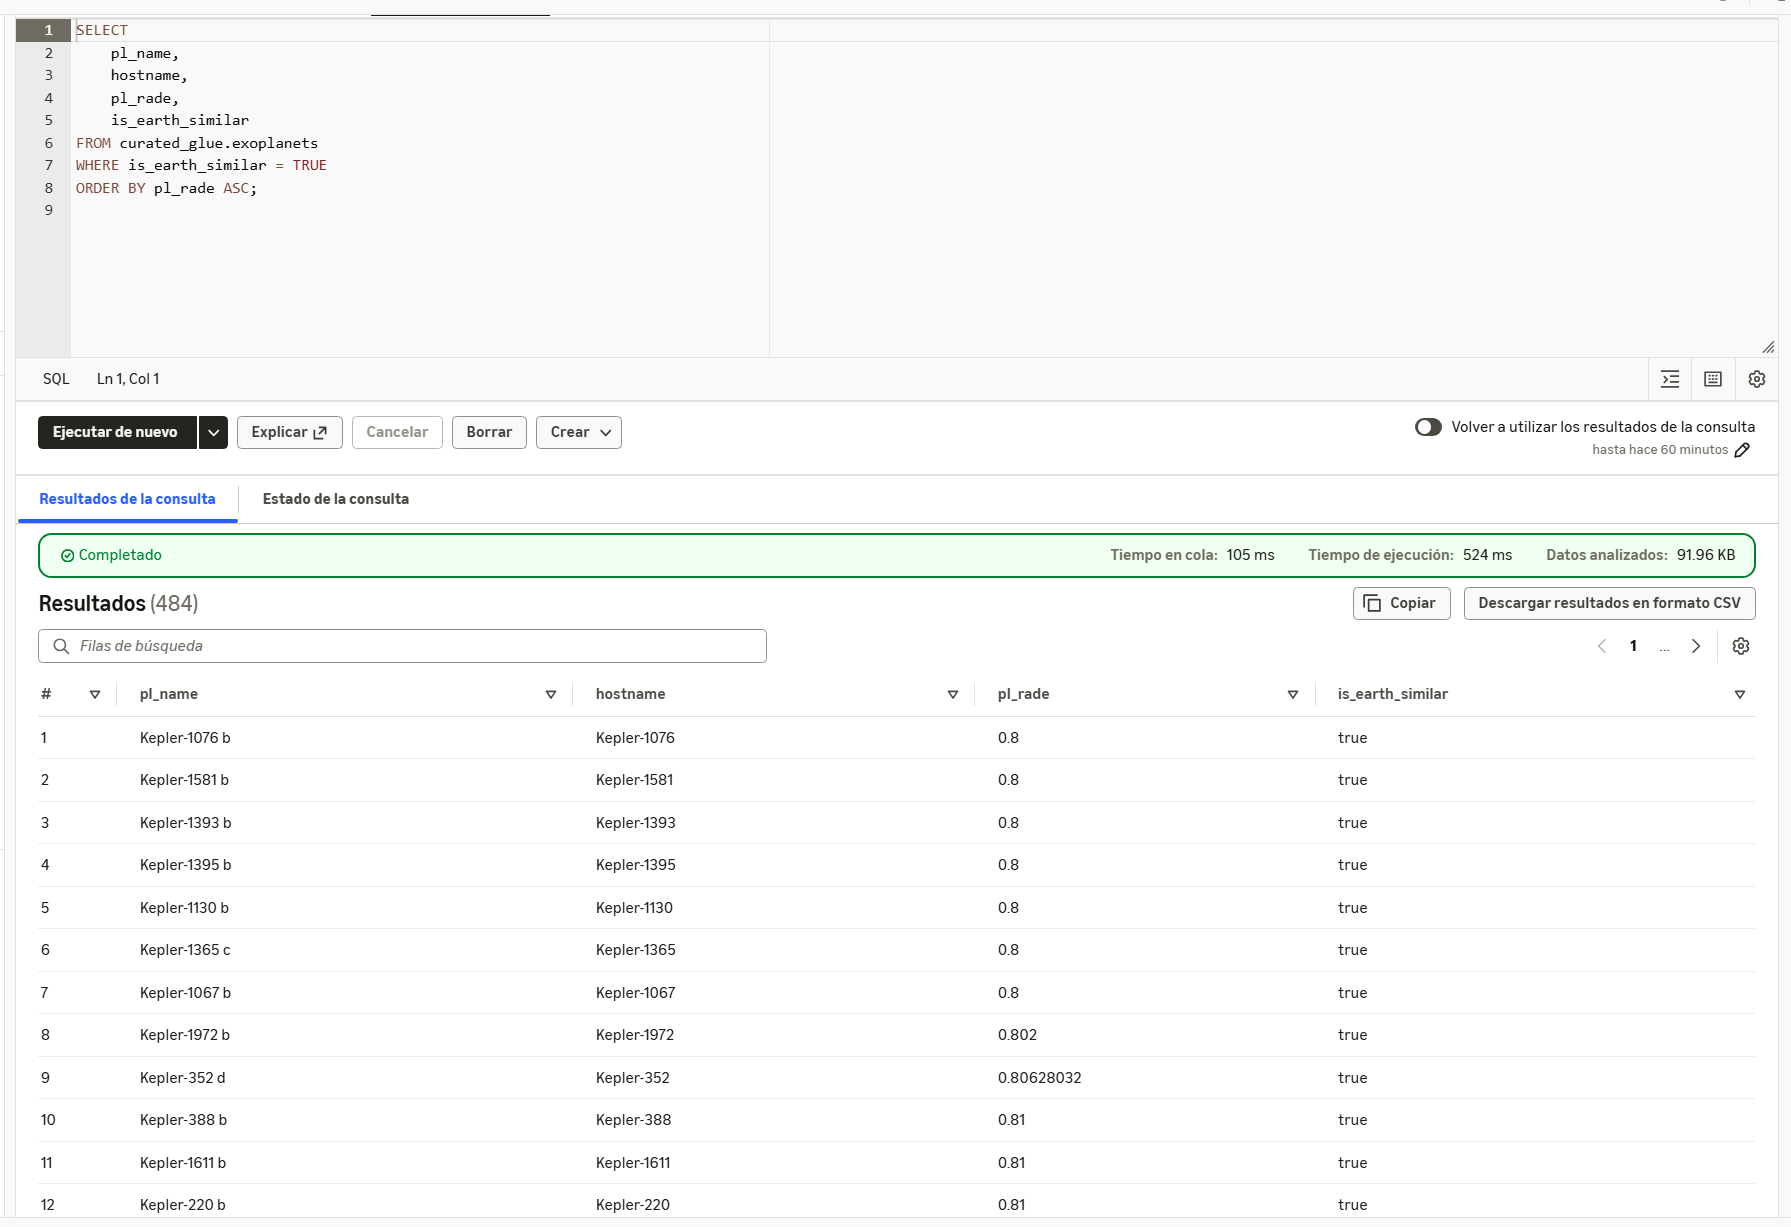 1 SELECT
2 pl_name,
3 hostname,
4 pl_rade,
5 is_earth_similar
6 FROM curated_glue.exoplanets
7 WHERE is_earth_similar = TRUE
8 ORDER BY pl_rade ASC;
9
SQL Ln 1, Col 1
Ejecutar de nuevo Explicar Cancelar Borrar Crear Volver a utilizar los resultados de la consulta
hasta hace 60 minutos
Resultados de la consulta Estado de la consulta
Completado Tiempo en cola: 105 ms Tiempo de ejecución: 524 ms Datos analizados: 91.96 KB
Resultados (484) Copiar Descargar resultados en formato CSV
Filas de búsqueda 1 ...
# pl_name hostname pl_rade is_earth_similar
1 Kepler-1076 b Kepler-1076 0.8 true
2 Kepler-1581 b Kepler-1581 0.8 true
3 Kepler-1393 b Kepler-1393 0.8 true
4 Kepler-1395 b Kepler-1395 0.8 true
5 Kepler-1130 b Kepler-1130 0.8 true
6 Kepler-1365 c Kepler-1365 0.8 true
7 Kepler-1067 b Kepler-1067 0.8 true
8 Kepler-1972 b Kepler-1972 0.802 true
9 Kepler-352 d Kepler-352 0.80628032 true
10 Kepler-388 b Kepler-388 0.81 true
11 Kepler-1611 b Kepler-1611 0.81 true
12 Kepler-220 b Kepler-220 0.81 true